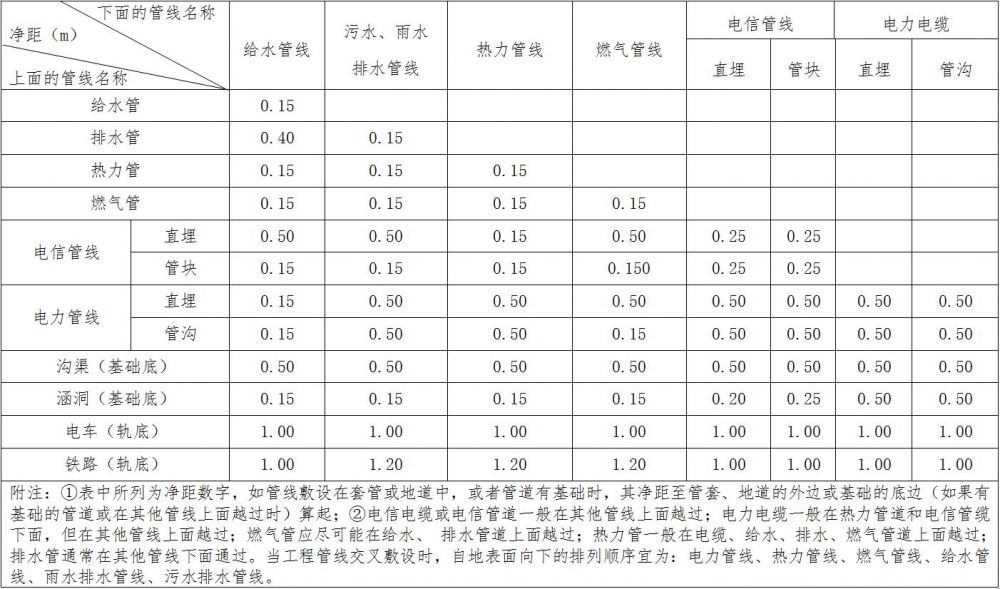 下面的管线名称
净距（m）
上面的管线名称
给水管线
污水、雨水
排水管线
热力管线
燃气管线
电信管线
电力电缆
直埋 管块 直埋 管沟
给水管 0.15
排水管 0.40 0.15
热力管 0.15 0.15 0.15
燃气管 0.15 0.15 0.15 0.15
电信管线
直埋 0.50 0.50 0.15 0.50 0.25 0.25
管块 0.15 0.15 0.15 0.150 0.25 0.25
电力管线
直埋 0.15 0.50 0.50 0.50 0.50 0.50 0.50 0.50
管沟 0.15 0.50 0.50 0.15 0.50 0.50 0.50 0.50
沟渠（基础底） 0.50 0.50 0.50 0.50 0.50 0.50 0.50 0.50
涵洞（基础底） 0.15 0.15 0.15 0.15 0.20 0.25 0.50 0.50
电车（轨底） 1.00 1.00 1.00 1.00 1.00 1.00 1.00 1.00
铁路（轨底） 1.00 1.20 1.20 1.20 1.00 1.00 1.00 1.00
附注：①表中所列为净距数字，如管线敷设在套管或地道中，或者管道有基础时，其净距至管套、地道的外边或基础的底边（如果有
基础的管道或在其他管线上面越过时）算起；②电信电缆或电信管道一般在其他管线上面越过；电力电缆一般在热力管道和电信管缆
下面，但在其他管线上面越过；燃气管应尽可能在给水、 排水管道上面越过；热力管一般在电缆、给水、排水、燃气管道上面越过；
排水管通常在其他管线下面通过。当工程管线交叉敷设时，自地表面向下的排列顺序宜为：电力管线、热力管线、燃气管线、给水管
线、雨水排水管线、污水排水管线。